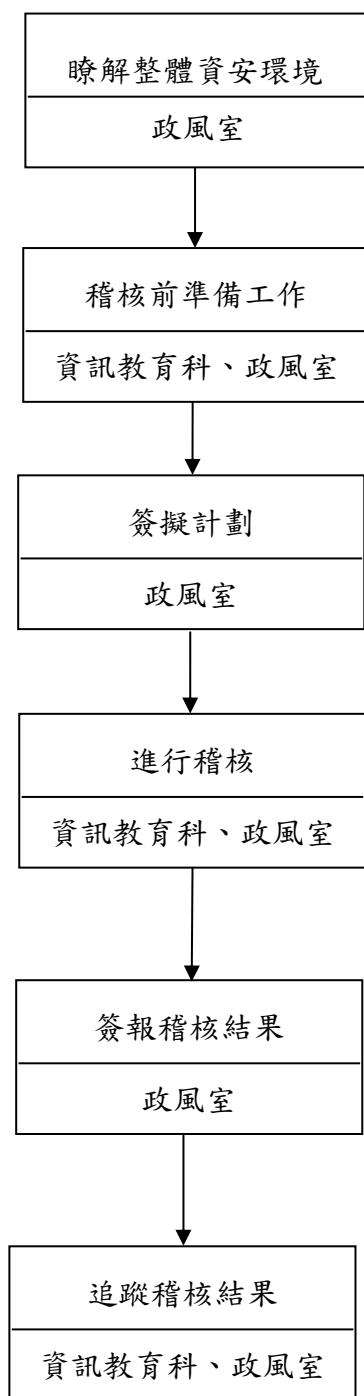 瞭解整體資安環境
政風室
稽核前準備工作
資訊教育科、政風室
簽擬計劃
政風室
進行稽核
資訊教育科、政風室
簽報稽核結果
政風室
追蹤稽核結果
資訊教育科、政風室